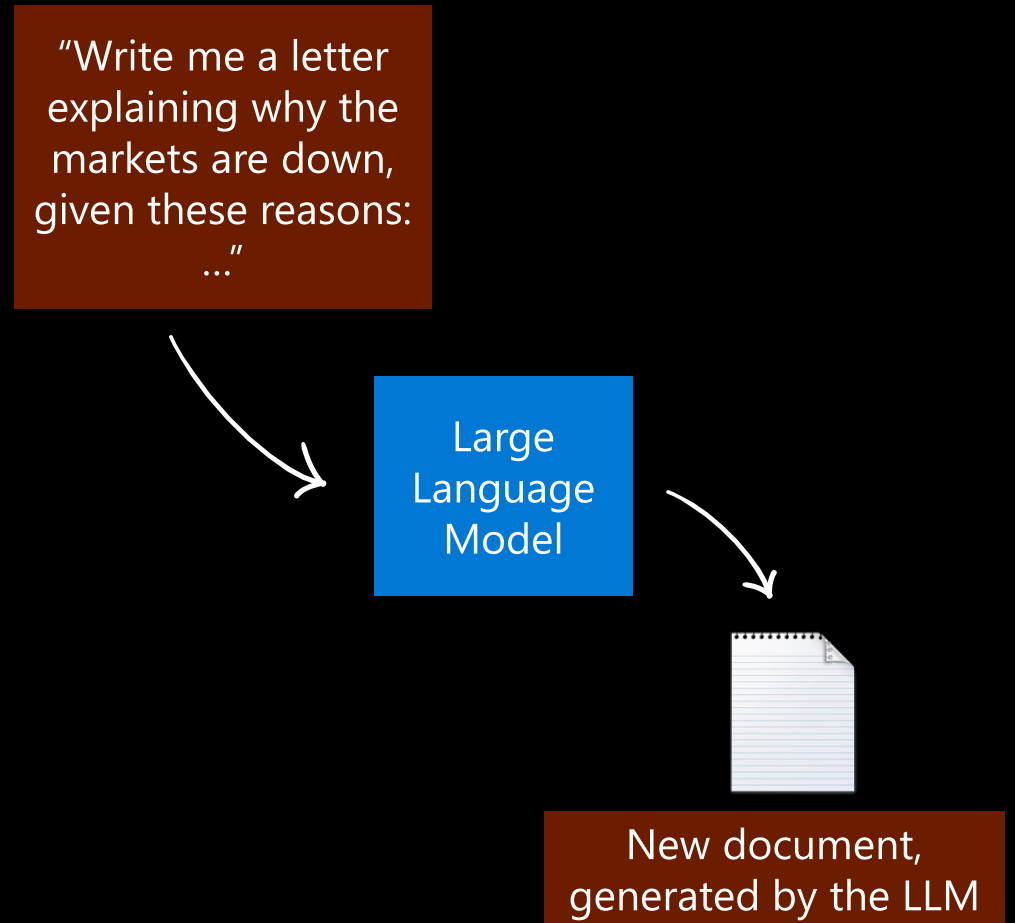 “Write me a letter
explaining why the
markets are down,
given these reasons:
…”
Large
Language
Model
New document,
generated by the LLM